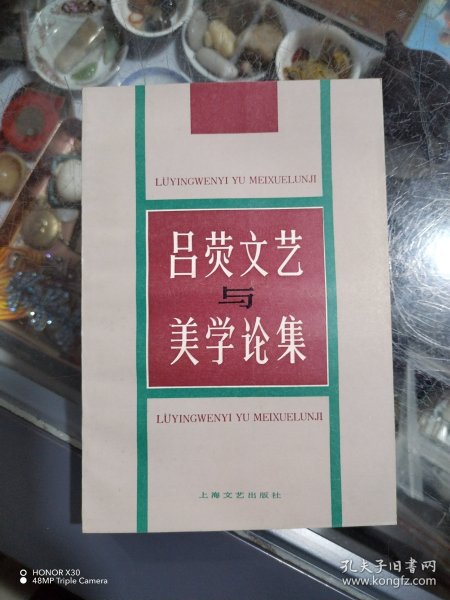 LÜYINGWENYI YU MEIXUELUNJI
吕荧文艺
与
美学论集
LÜYINGWENYI YU MEIXUELUNJI
上海文艺出版社
HONOR X30
48MP Triple Camera
孔夫子旧书网
www.kongfz.com